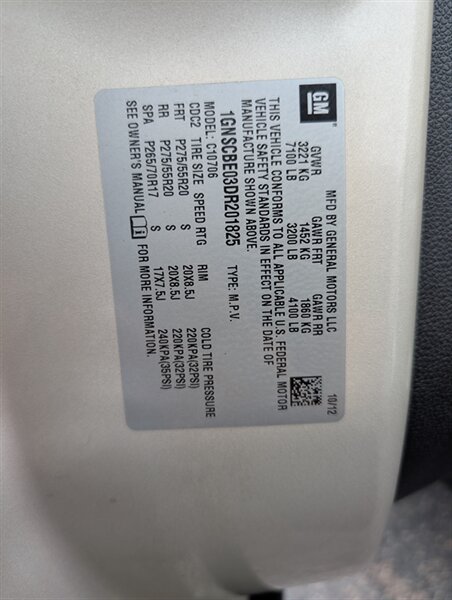 GM ®
MFD BY GENERAL MOTORS LLC
10/12
GVWR GAWR FRT GAWR RR
3221 KG 1452 KG 1860 KG
7100 LB 3200 LB 4100 LB
THIS VEHICLE CONFORMS TO ALL APPLICABLE U.S. FEDERAL MOTOR
VEHICLE SAFETY STANDARDS IN EFFECT ON THE DATE OF
MANUFACTURE SHOWN ABOVE.
1GNSCBE03DR201825 TYPE: M.P.V.
MODEL: C10706
CDC2 TIRE SIZE SPEED RTG RIM COLD TIRE PRESSURE
FRT P275/55R20 S 20X8.5J 220KPA(32PSI)
RR P275/55R20 S 20X8.5J 220KPA(32PSI)
SPA P265/70R17 S 17X7.5J 240KPA(35PSI)
SEE OWNER'S MANUAL i FOR MORE INFORMATION.